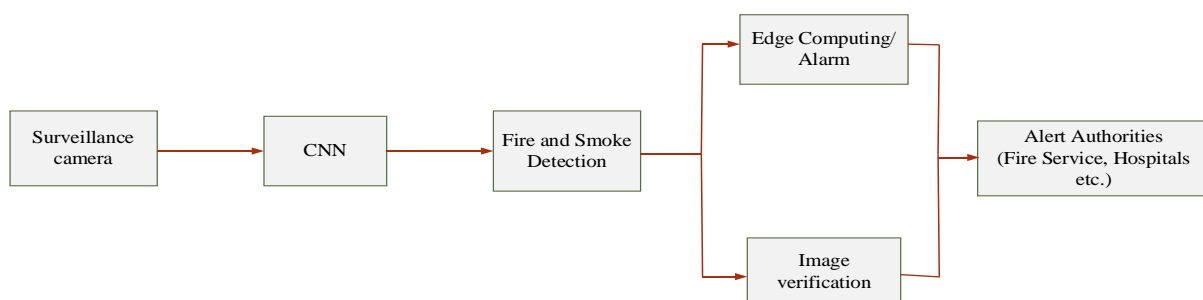 Surveillance
camera
CNN
Fire and Smoke
Detection
Edge Computing/
Alarm
Image
verification
Alert Authorities
(Fire Service, Hospitals
etc.)